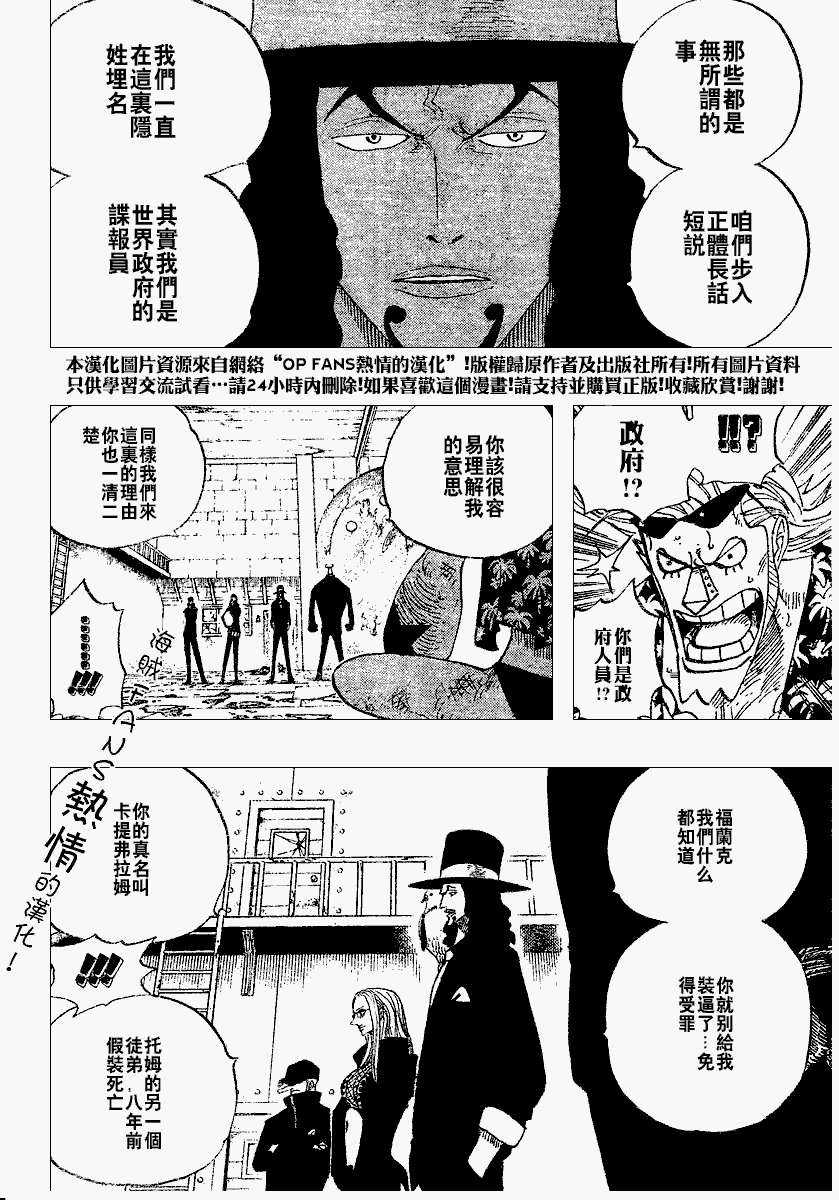 那些都是
無所謂的
事
咱們步入
正體長話
短説
我們一直
在這裏隱
姓埋名
其實我們是
世界政府的
諜報員
本漢化圖片資源來自網絡“OP FANS熱情的漢化”!版權歸原作者及出版社所有!所有圖片資料
只供學習交流試看…請24小時內刪除!如果喜歡這個漫畫!請支持並購買正版!收藏欣賞!謝謝!
!!?
政府!?
你們是政
府人員!?
你該很容
易理解我
的意思
同樣我們來
這裏的理由
你也一清二
楚
……!!!
海賊王
FANS
熱情
的漢化!
福蘭克
我們什么
都知道
你就别給我
裝逼了…免
得受罪
你的真名叫
卡提弗拉姆
!!!
托姆的另一個
徒弟,八年前
假裝死亡